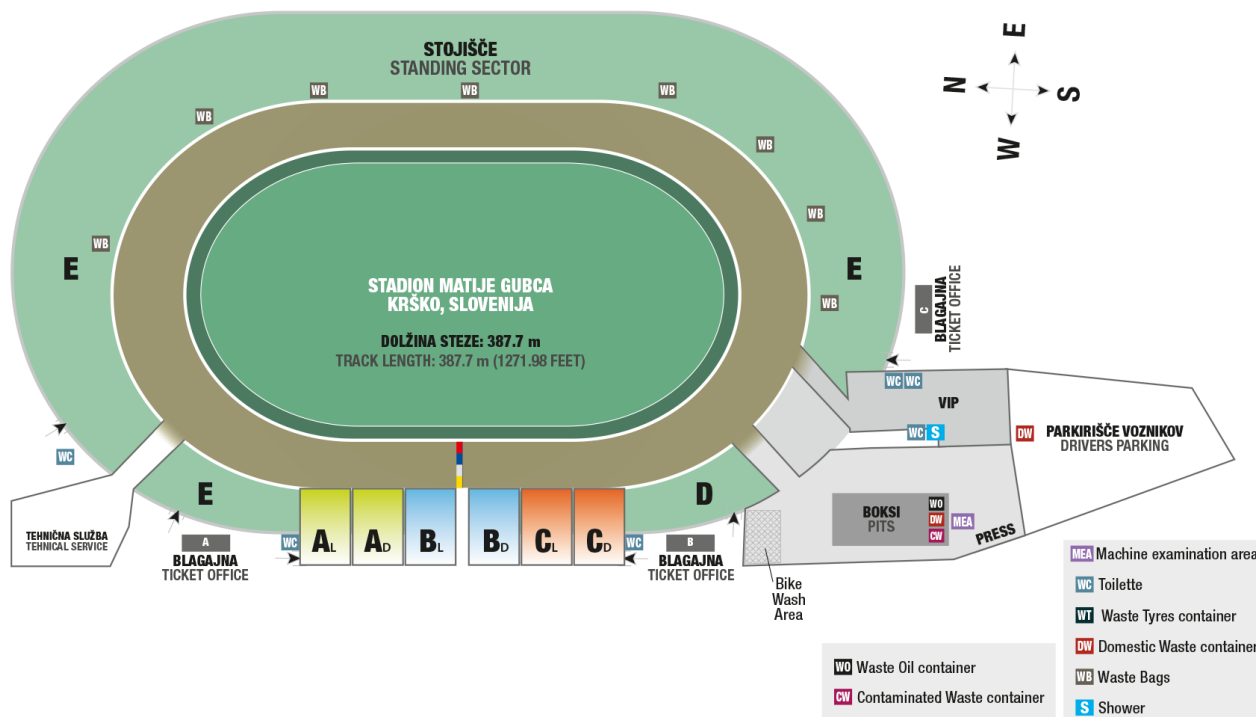 STOJIŠČE
STANDING SECTOR
WB
WB
WB
WB
WB
WB
WB
WB
E
N
S
W
E
E
STADION MATIJE GUBCA
KRŠKO, SLOVENIJA
DOLŽINA STEZE: 387.7 m
TRACK LENGTH: 387.7 m (1271.98 FEET)
C
BLAGAJNA
TICKET OFFICE
WC WC
VIP
WC S
DW
PARKIRIŠČE VOZNIKOV
DRIVERS PARKING
WC
E
D
TEHNIČNA SLUŽBA
TEHNICAL SERVICE
BOKSI
PITS
WO
DW
CW
MEA
PRESS
A
BLAGAJNA
TICKET OFFICE
WC
AL
AD
BL
BD
CL
CD
WC
B
BLAGAJNA
TICKET OFFICE
Bike
Wash
Area
WO Waste Oil container
CW Contaminated Waste container
MEA Machine examination area
WC Toilette
WT Waste Tyres container
DW Domestic Waste container
WB Waste Bags
S Shower